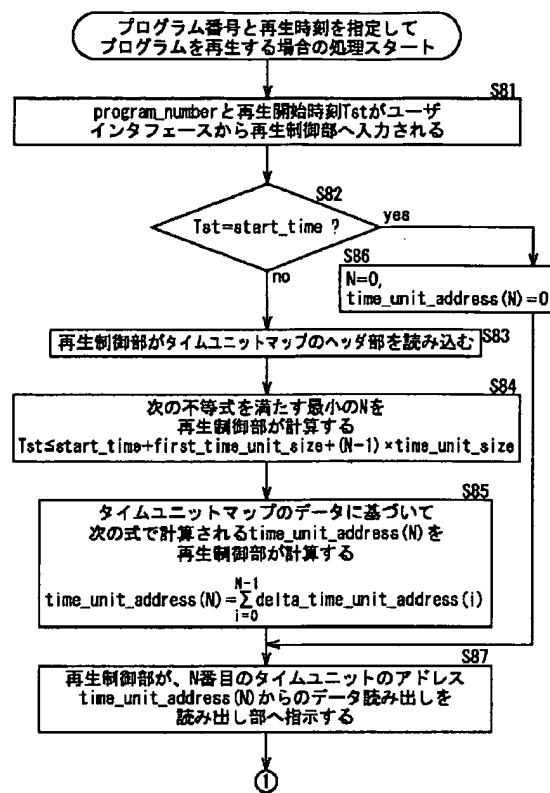 プログラム番号と再生時刻を指定して
プログラムを再生する場合の処理スタート
S81
program_numberと再生開始時刻Tstがユーザ
インタフェースから再生制御部へ入力される
S82
Tst=start_time ?
yes
no
S86
N=0,
time_unit_address(N)=0
再生制御部がタイムユニットマップのヘッダ部を読み込む
S83
S84
次の不等式を満たす最小のNを
再生制御部が計算する
Tst≦start_time+first_time_unit_size+(N-1)×time_unit_size
S85
タイムユニットマップのデータに基づいて
次の式で計算されるtime_unit_address(N)を
再生制御部が計算する
N-1
time_unit_address(N)=Σdelta_time_unit_address(i)
i=0
S87
再生制御部が、N番目のタイムユニットのアドレス
time_unit_address(N)からのデータ読み出しを
読み出し部へ指示する
①